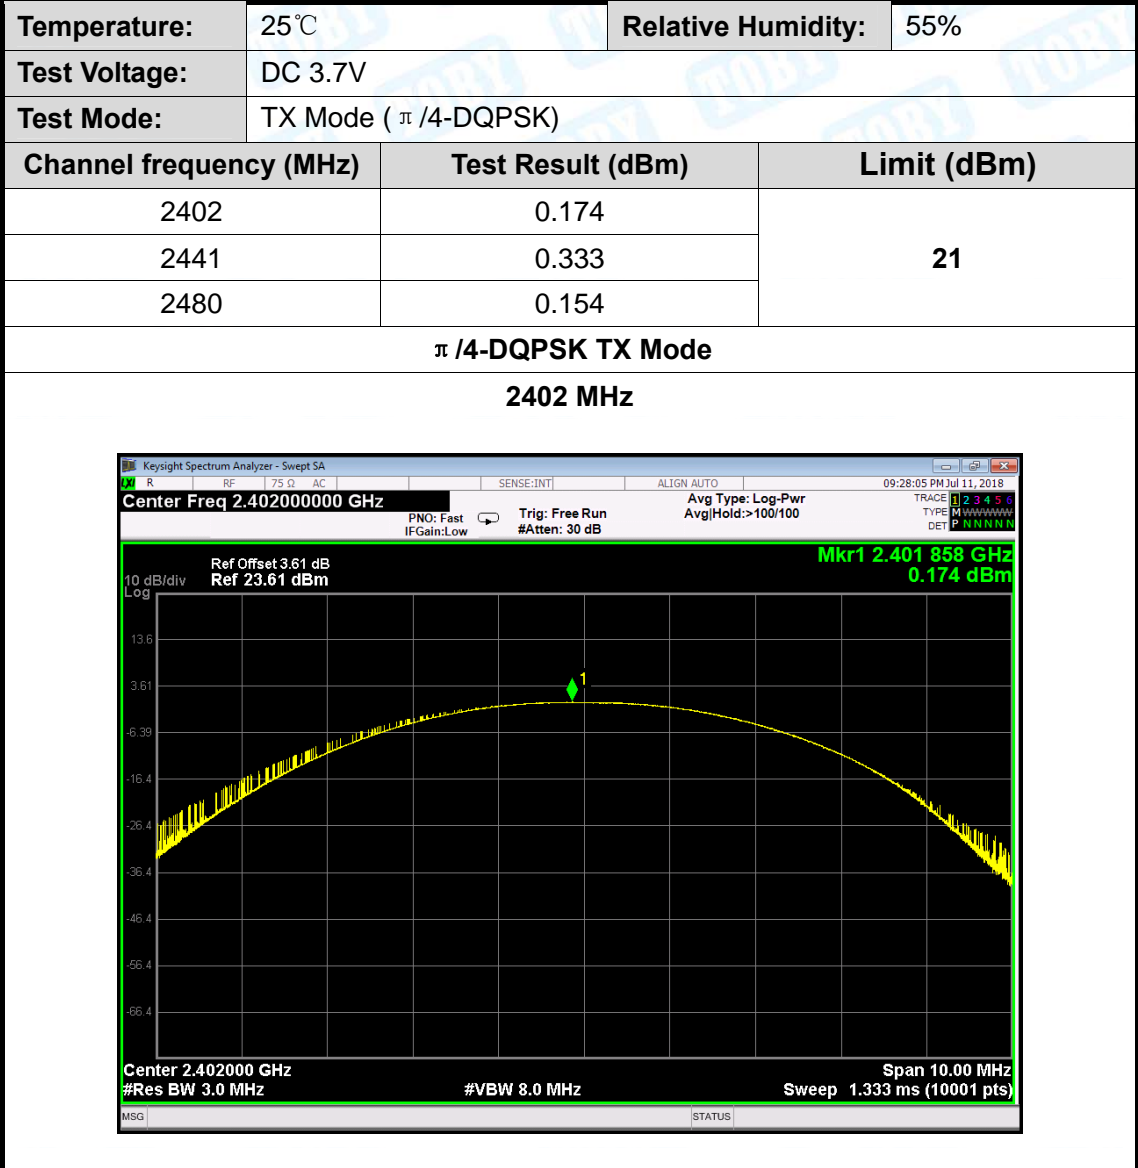 Temperature: 25℃ Relative Humidity: 55%
Test Voltage: DC 3.7V
Test Mode: TX Mode (π/4-DQPSK)
Channel frequency (MHz) Test Result (dBm) Limit (dBm)
2402 0.174
2441 0.333 21
2480 0.154
π/4-DQPSK TX Mode
2402 MHz
Keysight Spectrum Analyzer - Swept SA
LXI R RF 75 Ω AC SENSE:INT ALIGN AUTO 09:28:05 PM Jul 11, 2018
Center Freq 2.402000000 GHz Avg Type: Log-Pwr TRACE 1 2 3 4 5 6
PNO: Fast Trig: Free Run Avg|Hold:>100/100 TYPE M WWWWW
IFGain:Low #Atten: 30 dB DET P N N N N N
Mkr1 2.401 858 GHz
Ref Offset 3.61 dB
10 dB/div Ref 23.61 dBm 0.174 dBm
Log
13.6
1
3.61
-6.39
-16.4
-26.4
-36.4
-46.4
-56.4
-66.4
Center 2.402000 GHz Span 10.00 MHz
#Res BW 3.0 MHz #VBW 8.0 MHz Sweep 1.333 ms (10001 pts)
MSG STATUS
TOBY
TOBY
TOBY
TOBY